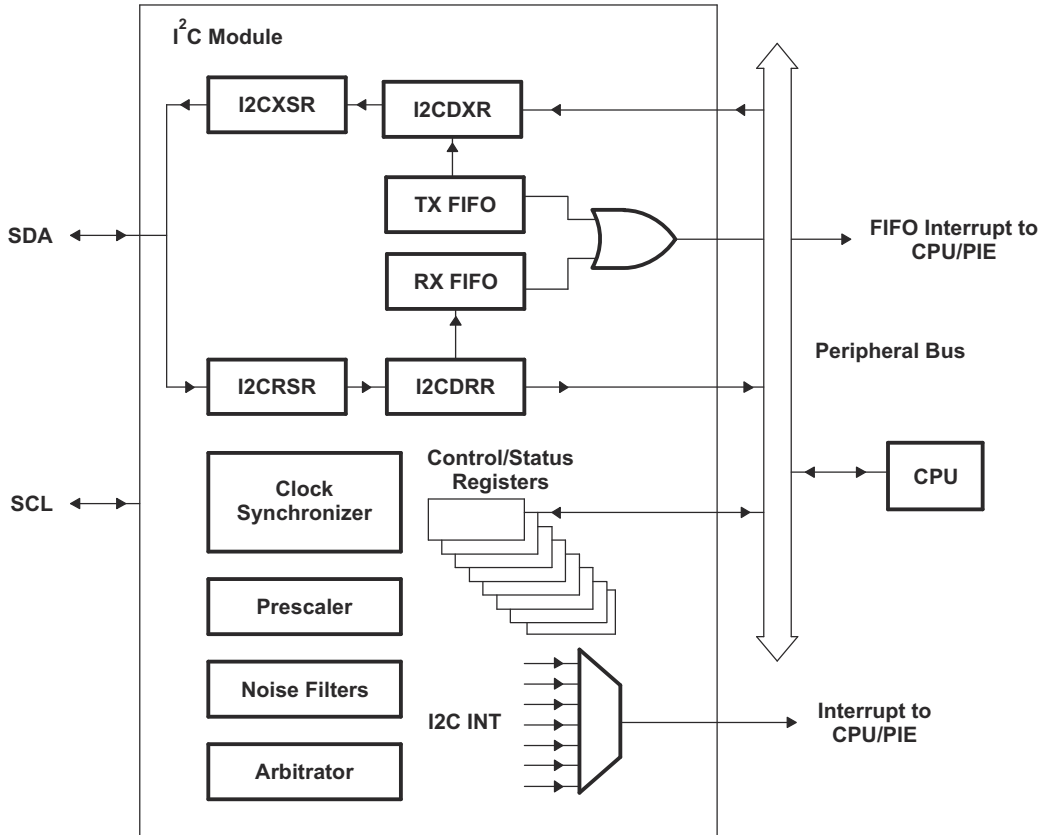 I²C Module
I2CXSR
I2CDXR
TX FIFO
SDA
FIFO Interrupt to
CPU/PIE
RX FIFO
Peripheral Bus
I2CRSR
I2CDRR
Control/Status
Registers
CPU
SCL
Clock
Synchronizer
Prescaler
Noise Filters
I2C INT
Interrupt to
CPU/PIE
Arbitrator